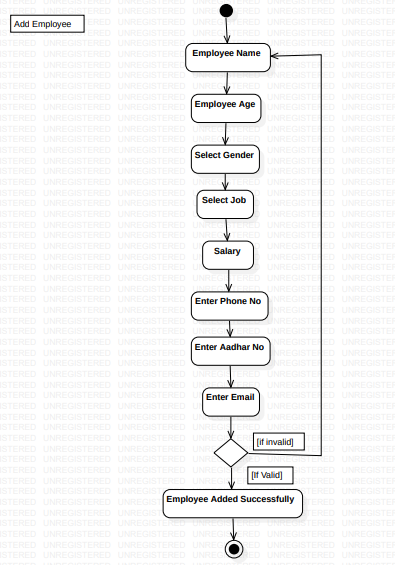 Add Employee
Employee Name
Employee Age
Select Gender
Select Job
Salary
Enter Phone No
Enter Aadhar No
Enter Email
[if invalid]
[If Valid]
Employee Added Successfully
UNREGISTERED